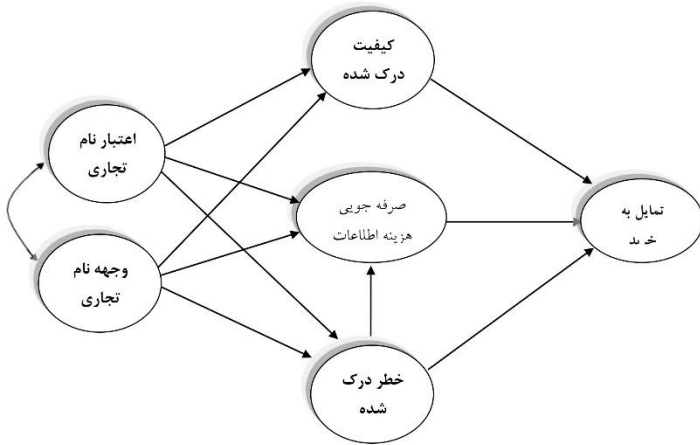 کیفیت
درک شده
اعتبار نام
تجاری
صرفه جویی
هزینه اطلاعات
تمایل به
وجهه نام
تجاری
خطر درک
شده